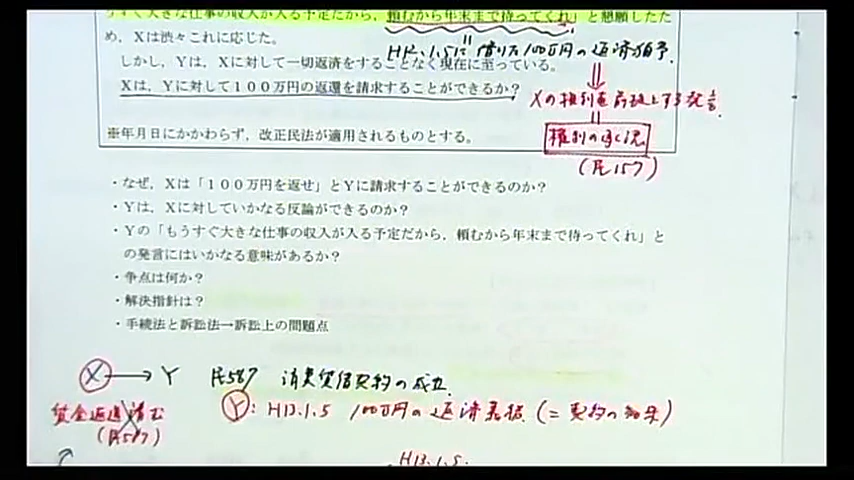 うすぐ大きな仕事の収入が入る予定だから，頼むから年末まで待ってくれ」と懇願したた
め，Xは渋々これに応じた。
〃
H12.1.5に借りた100万円の返済猶予.
しかし，Yは，Xに対して一切返済をすることなく現在に至っている。
Xは，Yに対して１００万円の返還を請求することができるか？
Xの権利を前提とする発言.
〃
※年月日にかかわらず，改正民法が適用されるものとする。
権利の承認
(民157)
・なぜ，Xは「１００万円を返せ」とYに請求することができるのか？
・Yは，Xに対していかなる反論ができるのか？
・Yの「もうすぐ大きな仕事の収入が入る予定だから，頼むから年末まで待ってくれ」と
の発言にはいかなる意味があるか？
・争点は何か？
・解決指針は？
・手続法と訴訟法→訴訟上の問題点
X → Y 民587 消費貸借契約の成立.
貸金返還
(民587)
Y: H13.1.5 100万円の返済義務 (= 契約の効果)
H13.1.5.